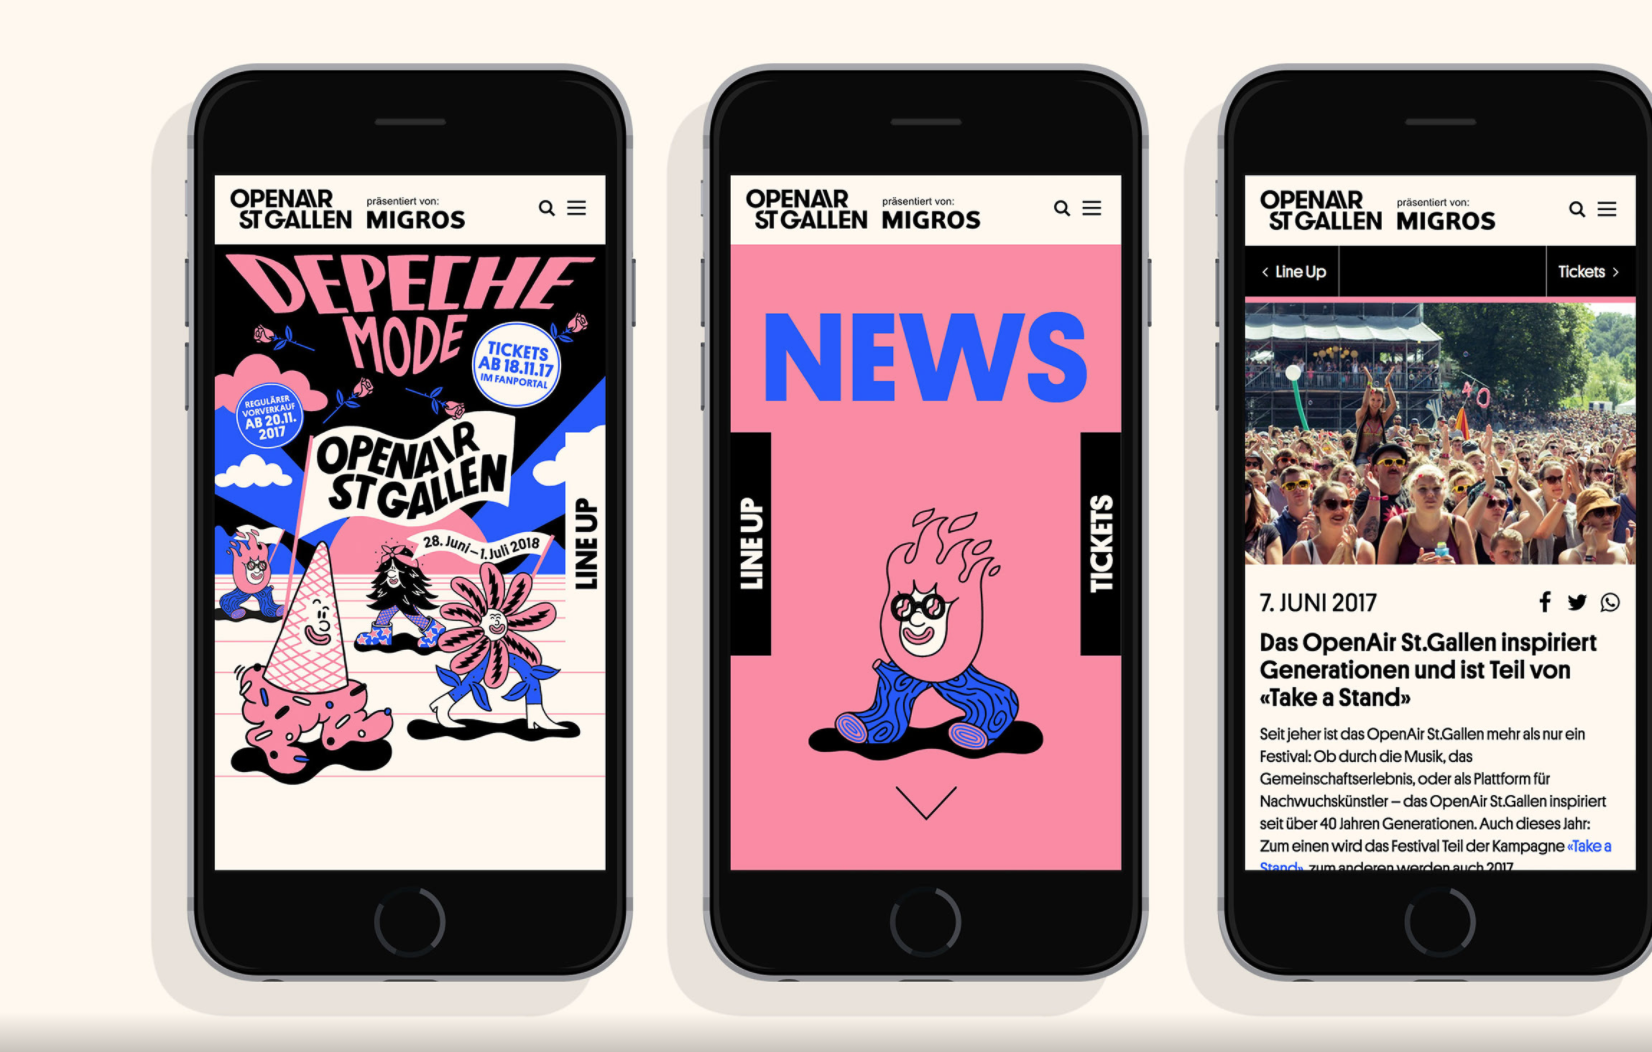 OPENAIR
ST GALLEN
präsentiert von:
MIGROS
DEPECHE
MODE
TICKETS
AB 18.11.17
IM FANPORTAL
REGULÄRER
VORVERKAUF
AB 20.11.
2017
OPENAIR
ST GALLEN
28. Juni – 1. Juli 2018
LINE UP
OPENAIR
ST GALLEN
präsentiert von:
MIGROS
NEWS
LINE UP
TICKETS
OPENAIR
ST GALLEN
präsentiert von:
MIGROS
Line Up
Tickets
40
7. JUNI 2017
Das OpenAir St.Gallen inspiriert
Generationen und ist Teil von
«Take a Stand»
Seit jeher ist das OpenAir St.Gallen mehr als nur ein
Festival: Ob durch die Musik, das
Gemeinschaftserlebnis, oder als Plattform für
Nachwuchskünstler – das OpenAir St.Gallen inspiriert
seit über 40 Jahren Generationen. Auch dieses Jahr:
Zum einen wird das Festival Teil der Kampagne «Take a
Stand», zum anderen werden auch 2017